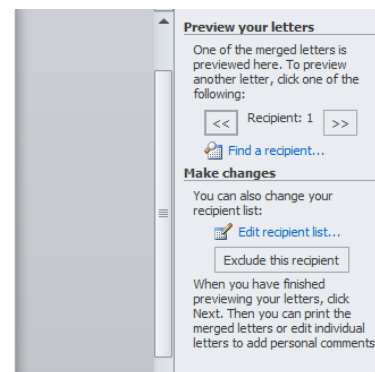 Preview your letters
One of the merged letters is
previewed here. To preview
another letter, click one of the
following:
<< Recipient: 1 >>
Find a recipient...
Make changes
You can also change your
recipient list:
Edit recipient list...
Exclude this recipient
When you have finished
previewing your letters, click
Next. Then you can print the
merged letters or edit individual
letters to add personal comments